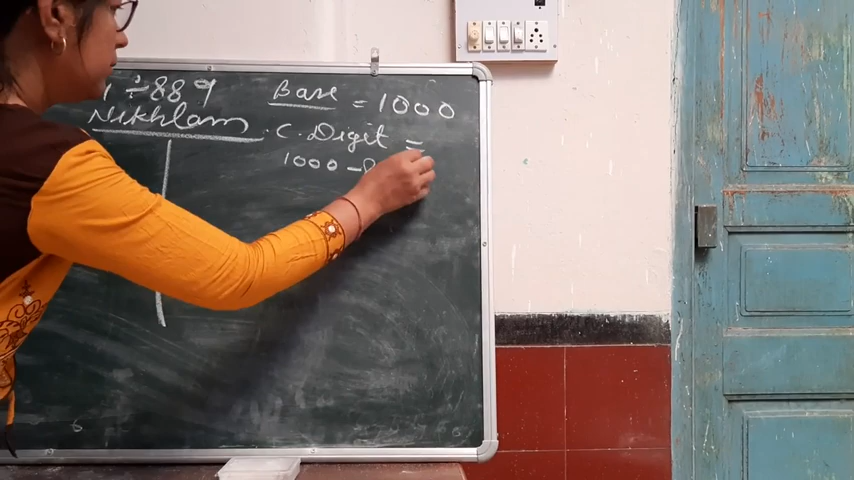 ÷889 Base = 1000
Nikhlam C. Digit =
1000 -